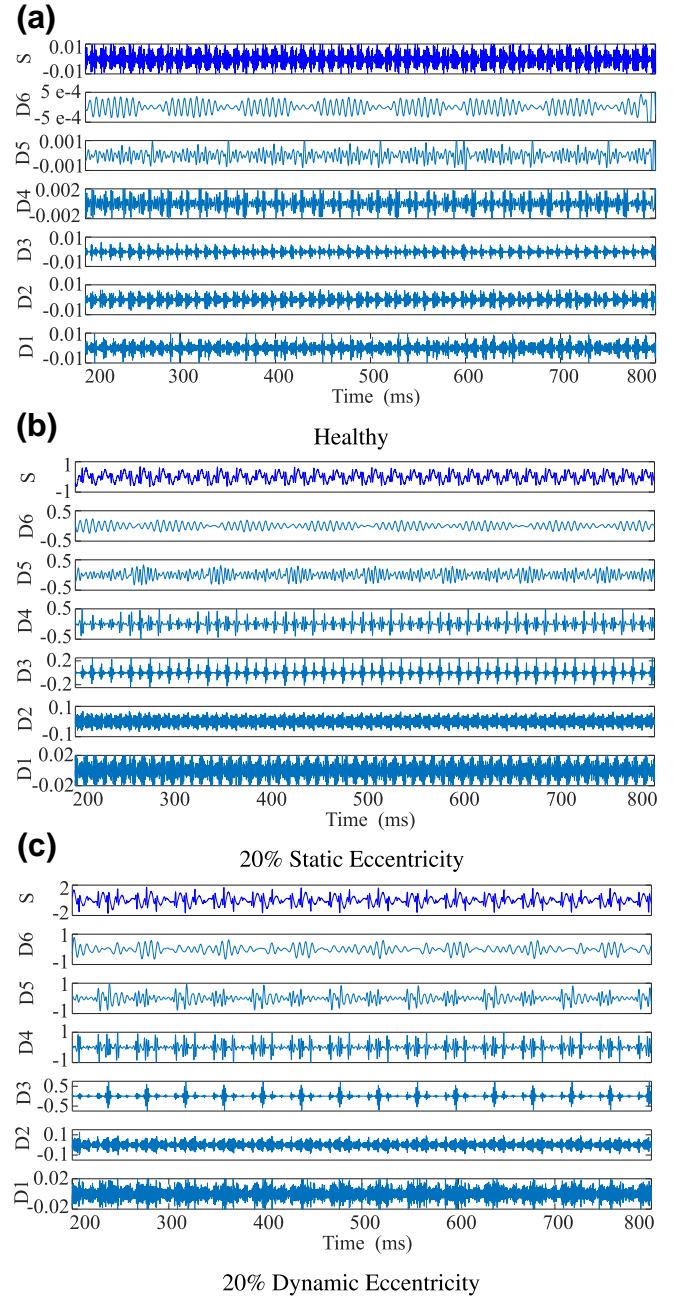 (a)
S 0.01 -0.01
D6 5 e-4 -5 e-4
D5 0.001 -0.001
D4 0.002 -0.002
D3 0.01 -0.01
D2 0.01 -0.01
D1 0.01 -0.01
200 300 400 500 600 700 800
Time (ms)
Healthy
(b)
S 1 -1
D6 0.5 -0.5
D5 0.5 -0.5
D4 0.5 -0.5
D3 0.2 -0.2
D2 0.1 -0.1
D1 0.02 -0.02
200 300 400 500 600 700 800
Time (ms)
20% Static Eccentricity
(c)
S 2 -2
D6 1 -1
D5 1 -1
D4 1 -1
D3 0.5 -0.5
D2 0.1 -0.1
D1 0.02 -0.02
200 300 400 500 600 700 800
Time (ms)
20% Dynamic Eccentricity